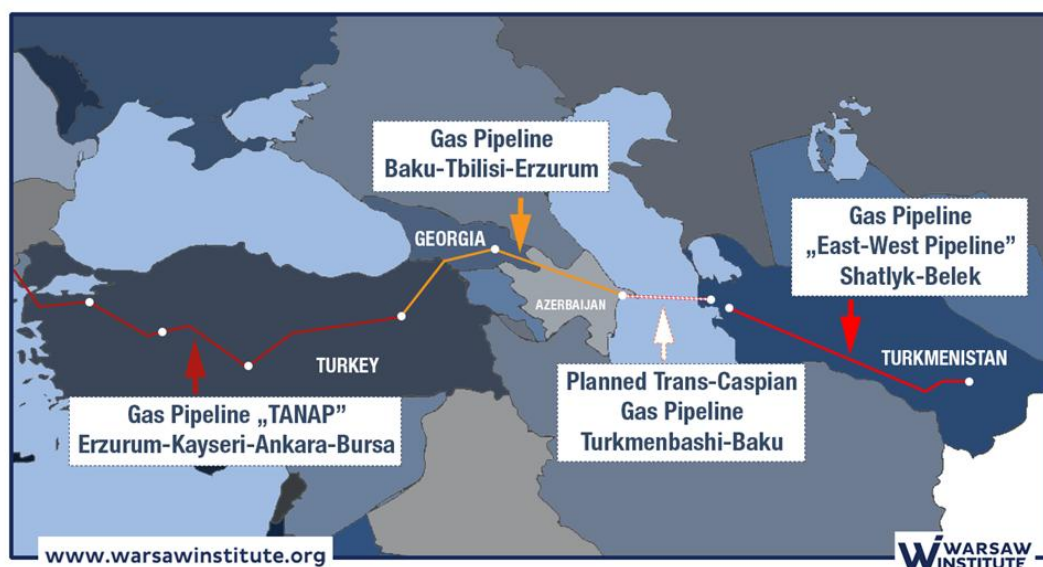 Gas Pipeline
Baku-Tbilisi-Erzurum
Gas Pipeline
„East-West Pipeline”
Shatlyk-Belek
GEORGIA
AZERBAIJAN
TURKEY
TURKMENISTAN
Gas Pipeline „TANAP”
Erzurum-Kayseri-Ankara-Bursa
Planned Trans-Caspian
Gas Pipeline
Turkmenbashi-Baku
www.warsawinstitute.org
WI WARSAW
INSTITUTE